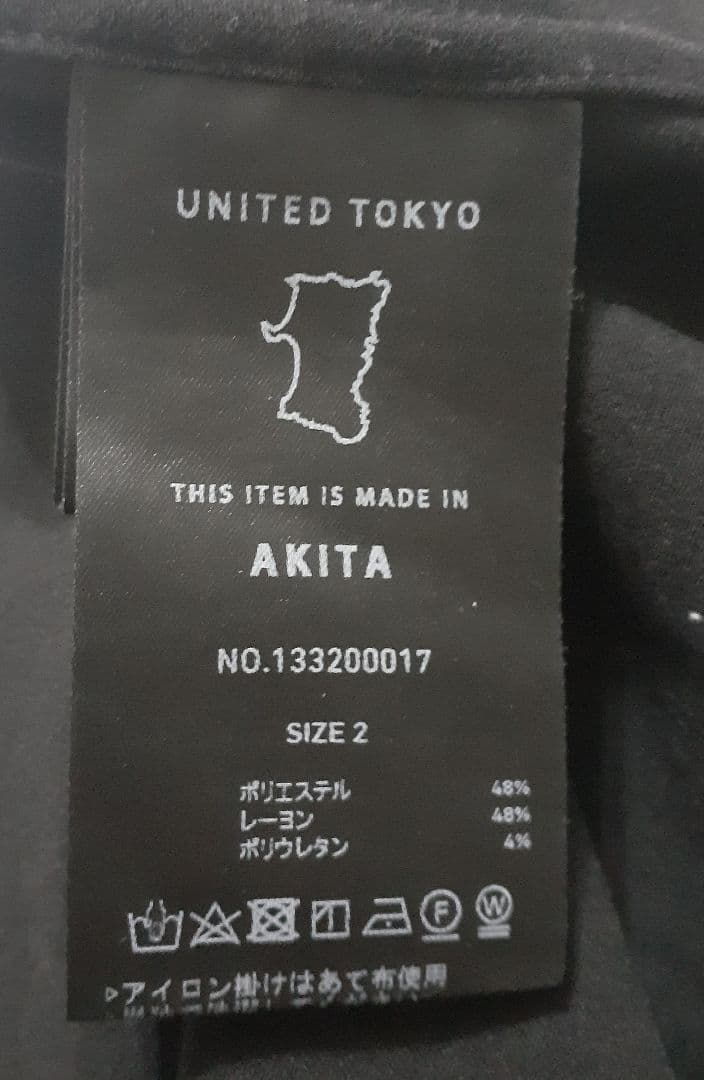 UNITED TOKYO
THIS ITEM IS MADE IN
AKITA
NO.133200017
SIZE 2
ポリエステル 48%
レーヨン 48%
ポリウレタン 4%
F W
▷アイロン掛けはあて布使用